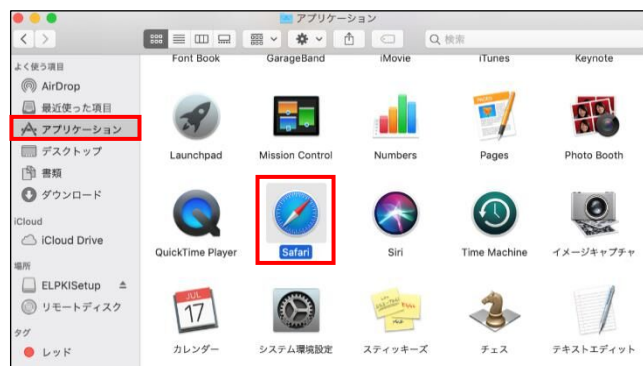 アプリケーション
検索
よく使う項目
AirDrop
最近使った項目
アプリケーション
デスクトップ
書類
ダウンロード
iCloud
iCloud Drive
場所
ELPKISetup
リモートディスク
タグ
レッド
Font Book
GarageBand
iMovie
iTunes
Keynote
Launchpad
Mission Control
Numbers
Pages
Photo Booth
QuickTime Player
Safari
Siri
Time Machine
イメージキャプチャ
JUL
17
カレンダー
システム環境設定
スティッキーズ
チェス
テキストエディット